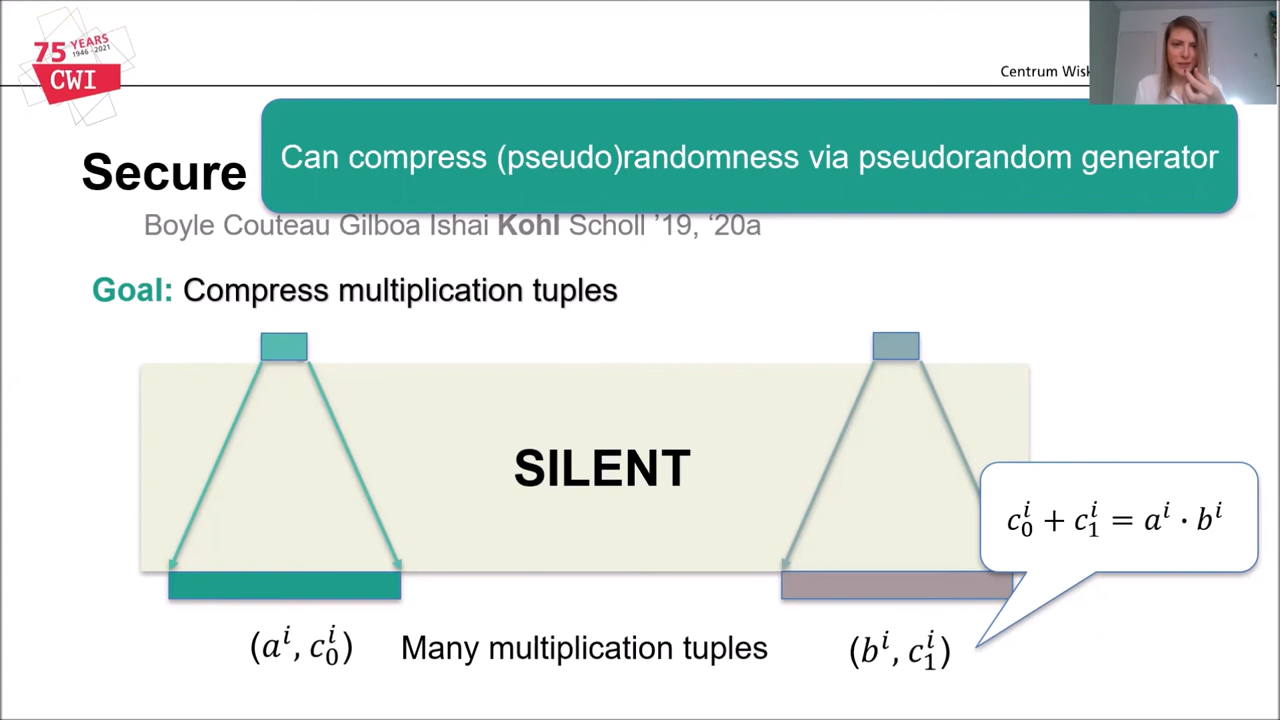 75 YEARS
1946 - 2021
CWI
Centrum Wisk
Can compress (pseudo)randomness via pseudorandom generator
Secure
Boyle Couteau Gilboa Ishai Kohl Scholl ’19, ‘20a
Goal: Compress multiplication tuples
SILENT
c₀ⁱ + c₁ⁱ = aⁱ · bⁱ
(aⁱ, c₀ⁱ) Many multiplication tuples (bⁱ, c₁ⁱ)